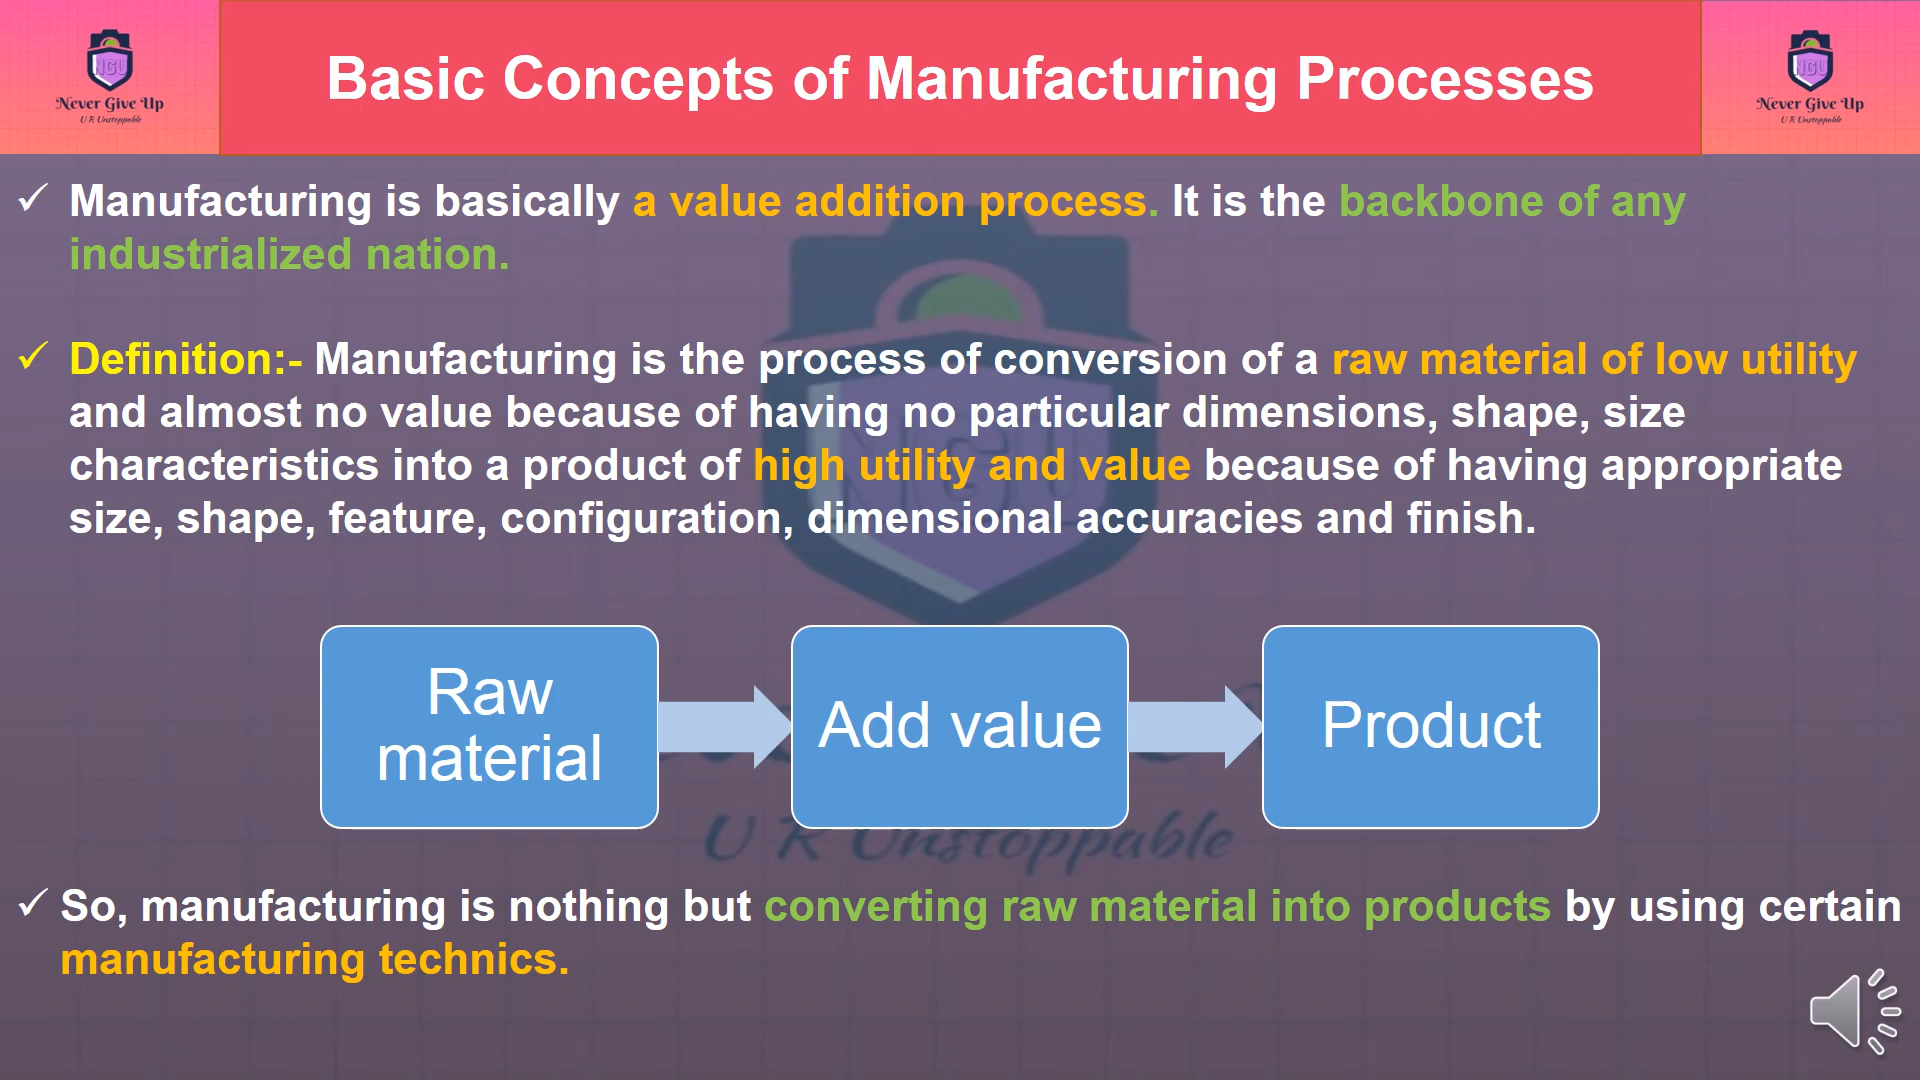 NGU
Never Give Up
U R Unstoppable
Basic Concepts of Manufacturing Processes
NGU
Never Give Up
U R Unstoppable
✓ Manufacturing is basically a value addition process. It is the backbone of any
industrialized nation.
✓ Definition:- Manufacturing is the process of conversion of a raw material of low utility
and almost no value because of having no particular dimensions, shape, size
characteristics into a product of high utility and value because of having appropriate
size, shape, feature, configuration, dimensional accuracies and finish.
NGU
Raw
material
Add value
Product
U R Unstoppable
✓ So, manufacturing is nothing but converting raw material into products by using certain
manufacturing technics.